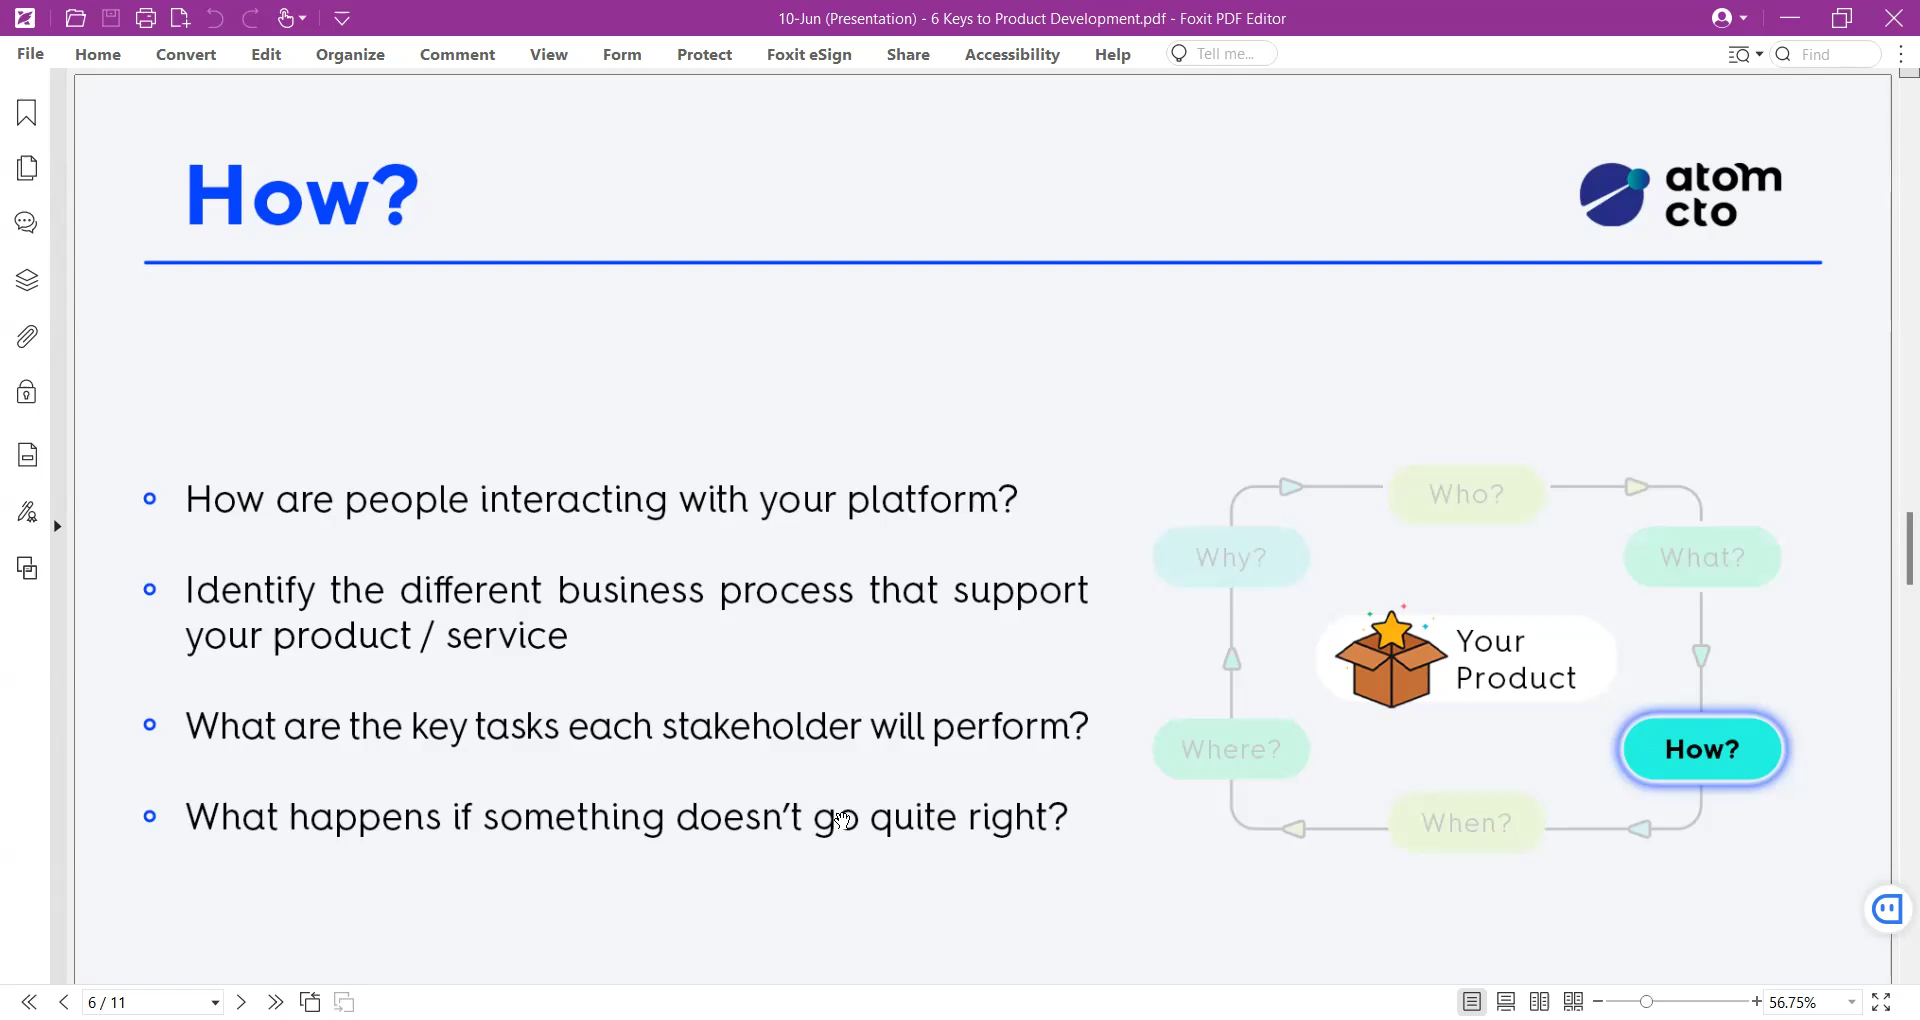 10-Jun (Presentation) - 6 Keys to Product Development.pdf - Foxit PDF Editor
File Home Convert Edit Organize Comment View Form Protect Foxit eSign Share Accessibility Help Tell me... Find
How?
atom
cto
How are people interacting with your platform?
Identify the different business process that support
your product / service
What are the key tasks each stakeholder will perform?
What happens if something doesn't go quite right?
Who?
Why?
What?
Your
Product
Where?
How?
When?
6 / 11
56.75%